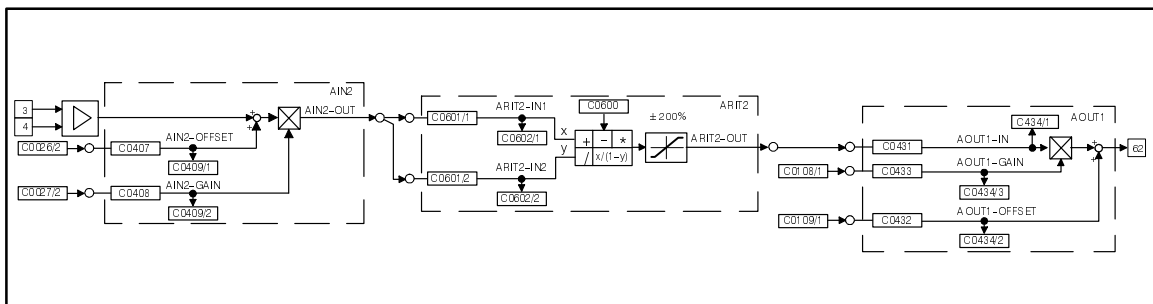 AIN2
3
4
AIN2-OUT
AIN2-OFFSET
C0026/2
C0407
C0409/1
AIN2-GAIN
C0027/2
C0408
C0409/2
C0600
ARIT2
ARIT2-IN1
C0601/1
C0602/1
± 200%
x
y
+
−
*
/
x/(1-y)
ARIT2-OUT
ARIT2-IN2
C0601/2
C0602/2
C434/1
AOUT1
AOUT1-IN
C0431
62
AOUT1-GAIN
C0108/1
C0433
C0434/3
AOUT1-OFFSET
C0109/1
C0432
C0434/2
+
+
+
+